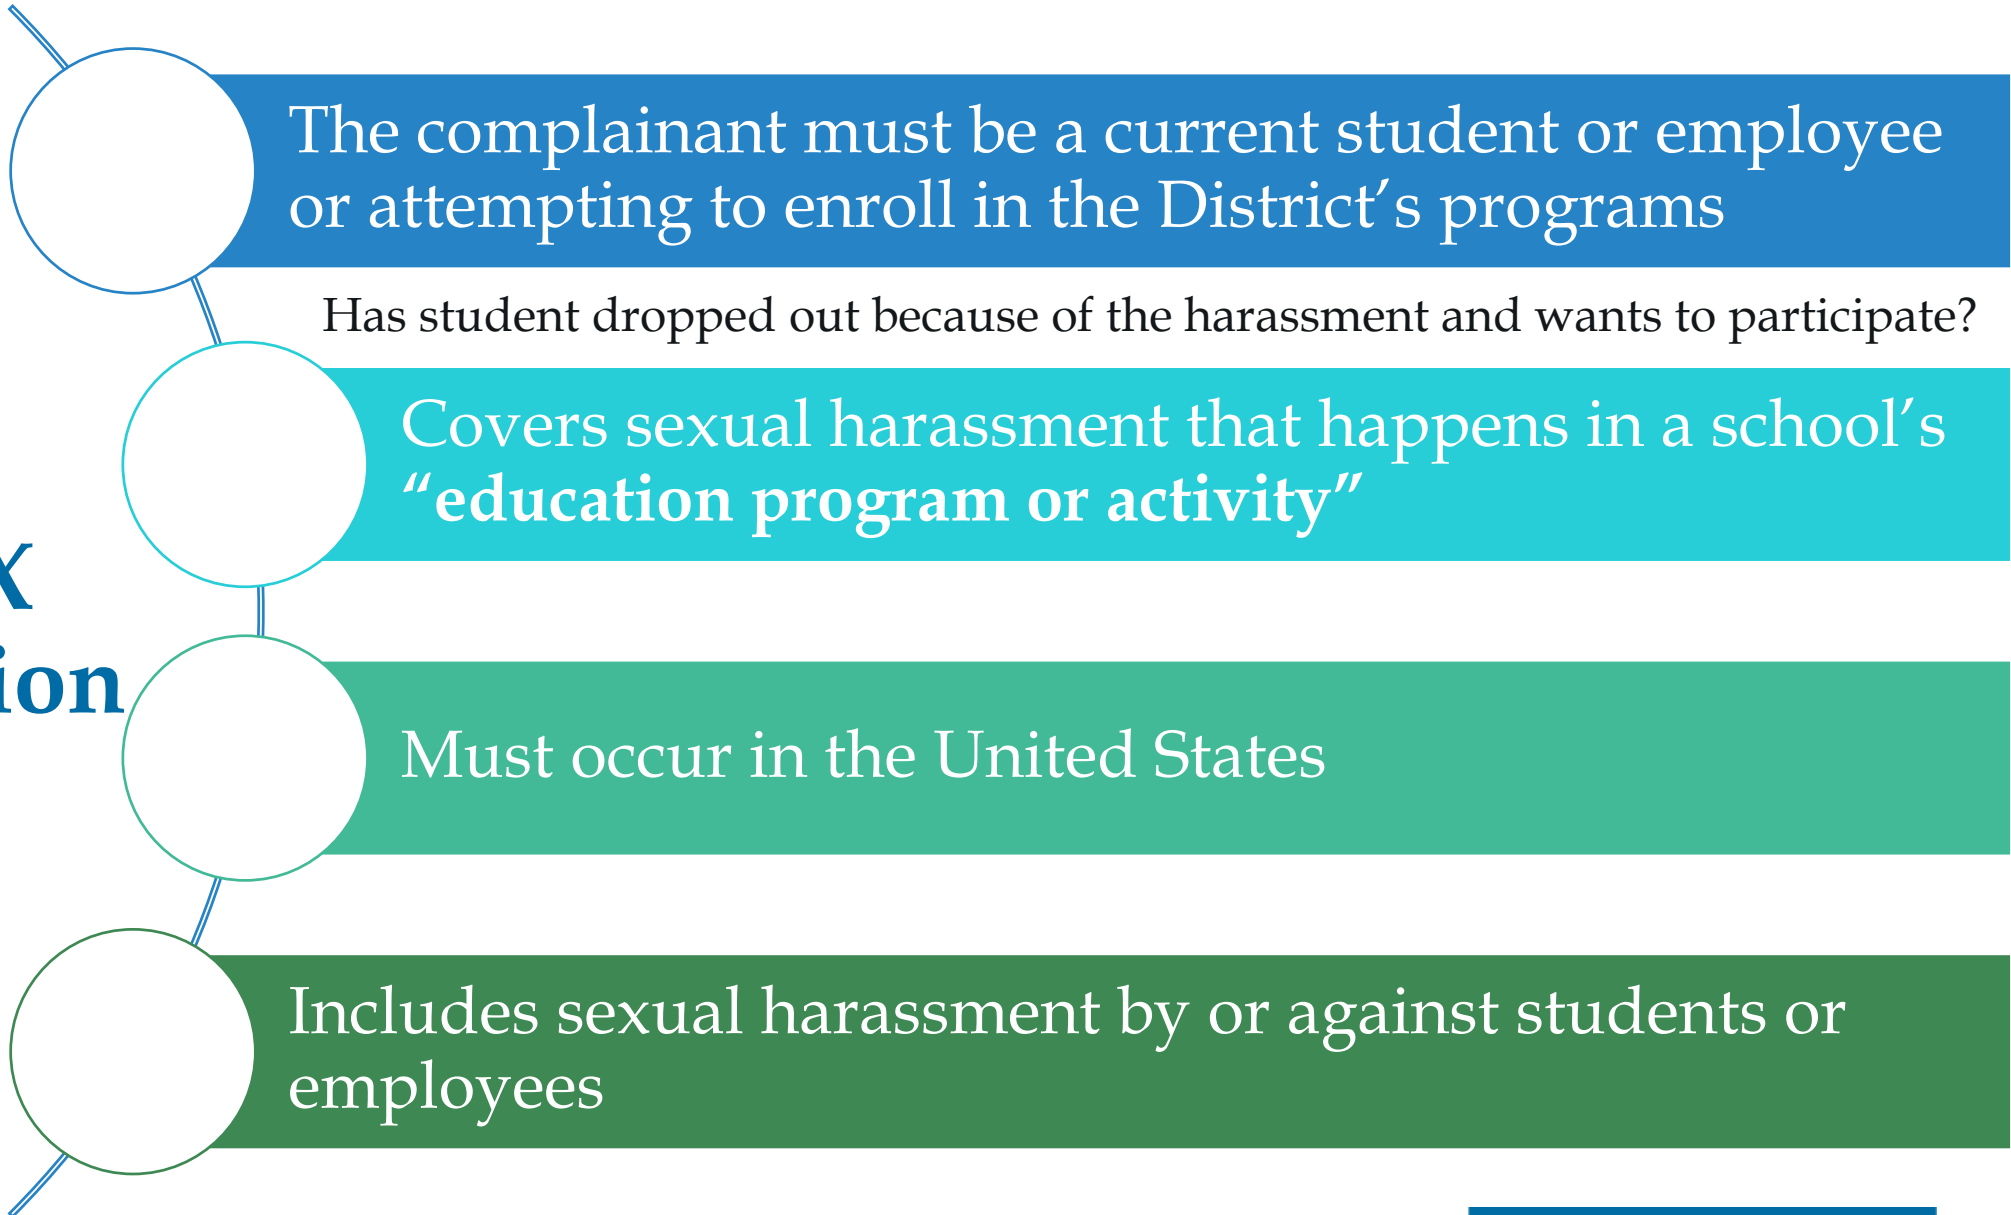 The complainant must be a current student or employee
or attempting to enroll in the District’s programs
Has student dropped out because of the harassment and wants to participate?
Covers sexual harassment that happens in a school’s
“education program or activity”
X
ion
Must occur in the United States
Includes sexual harassment by or against students or
employees